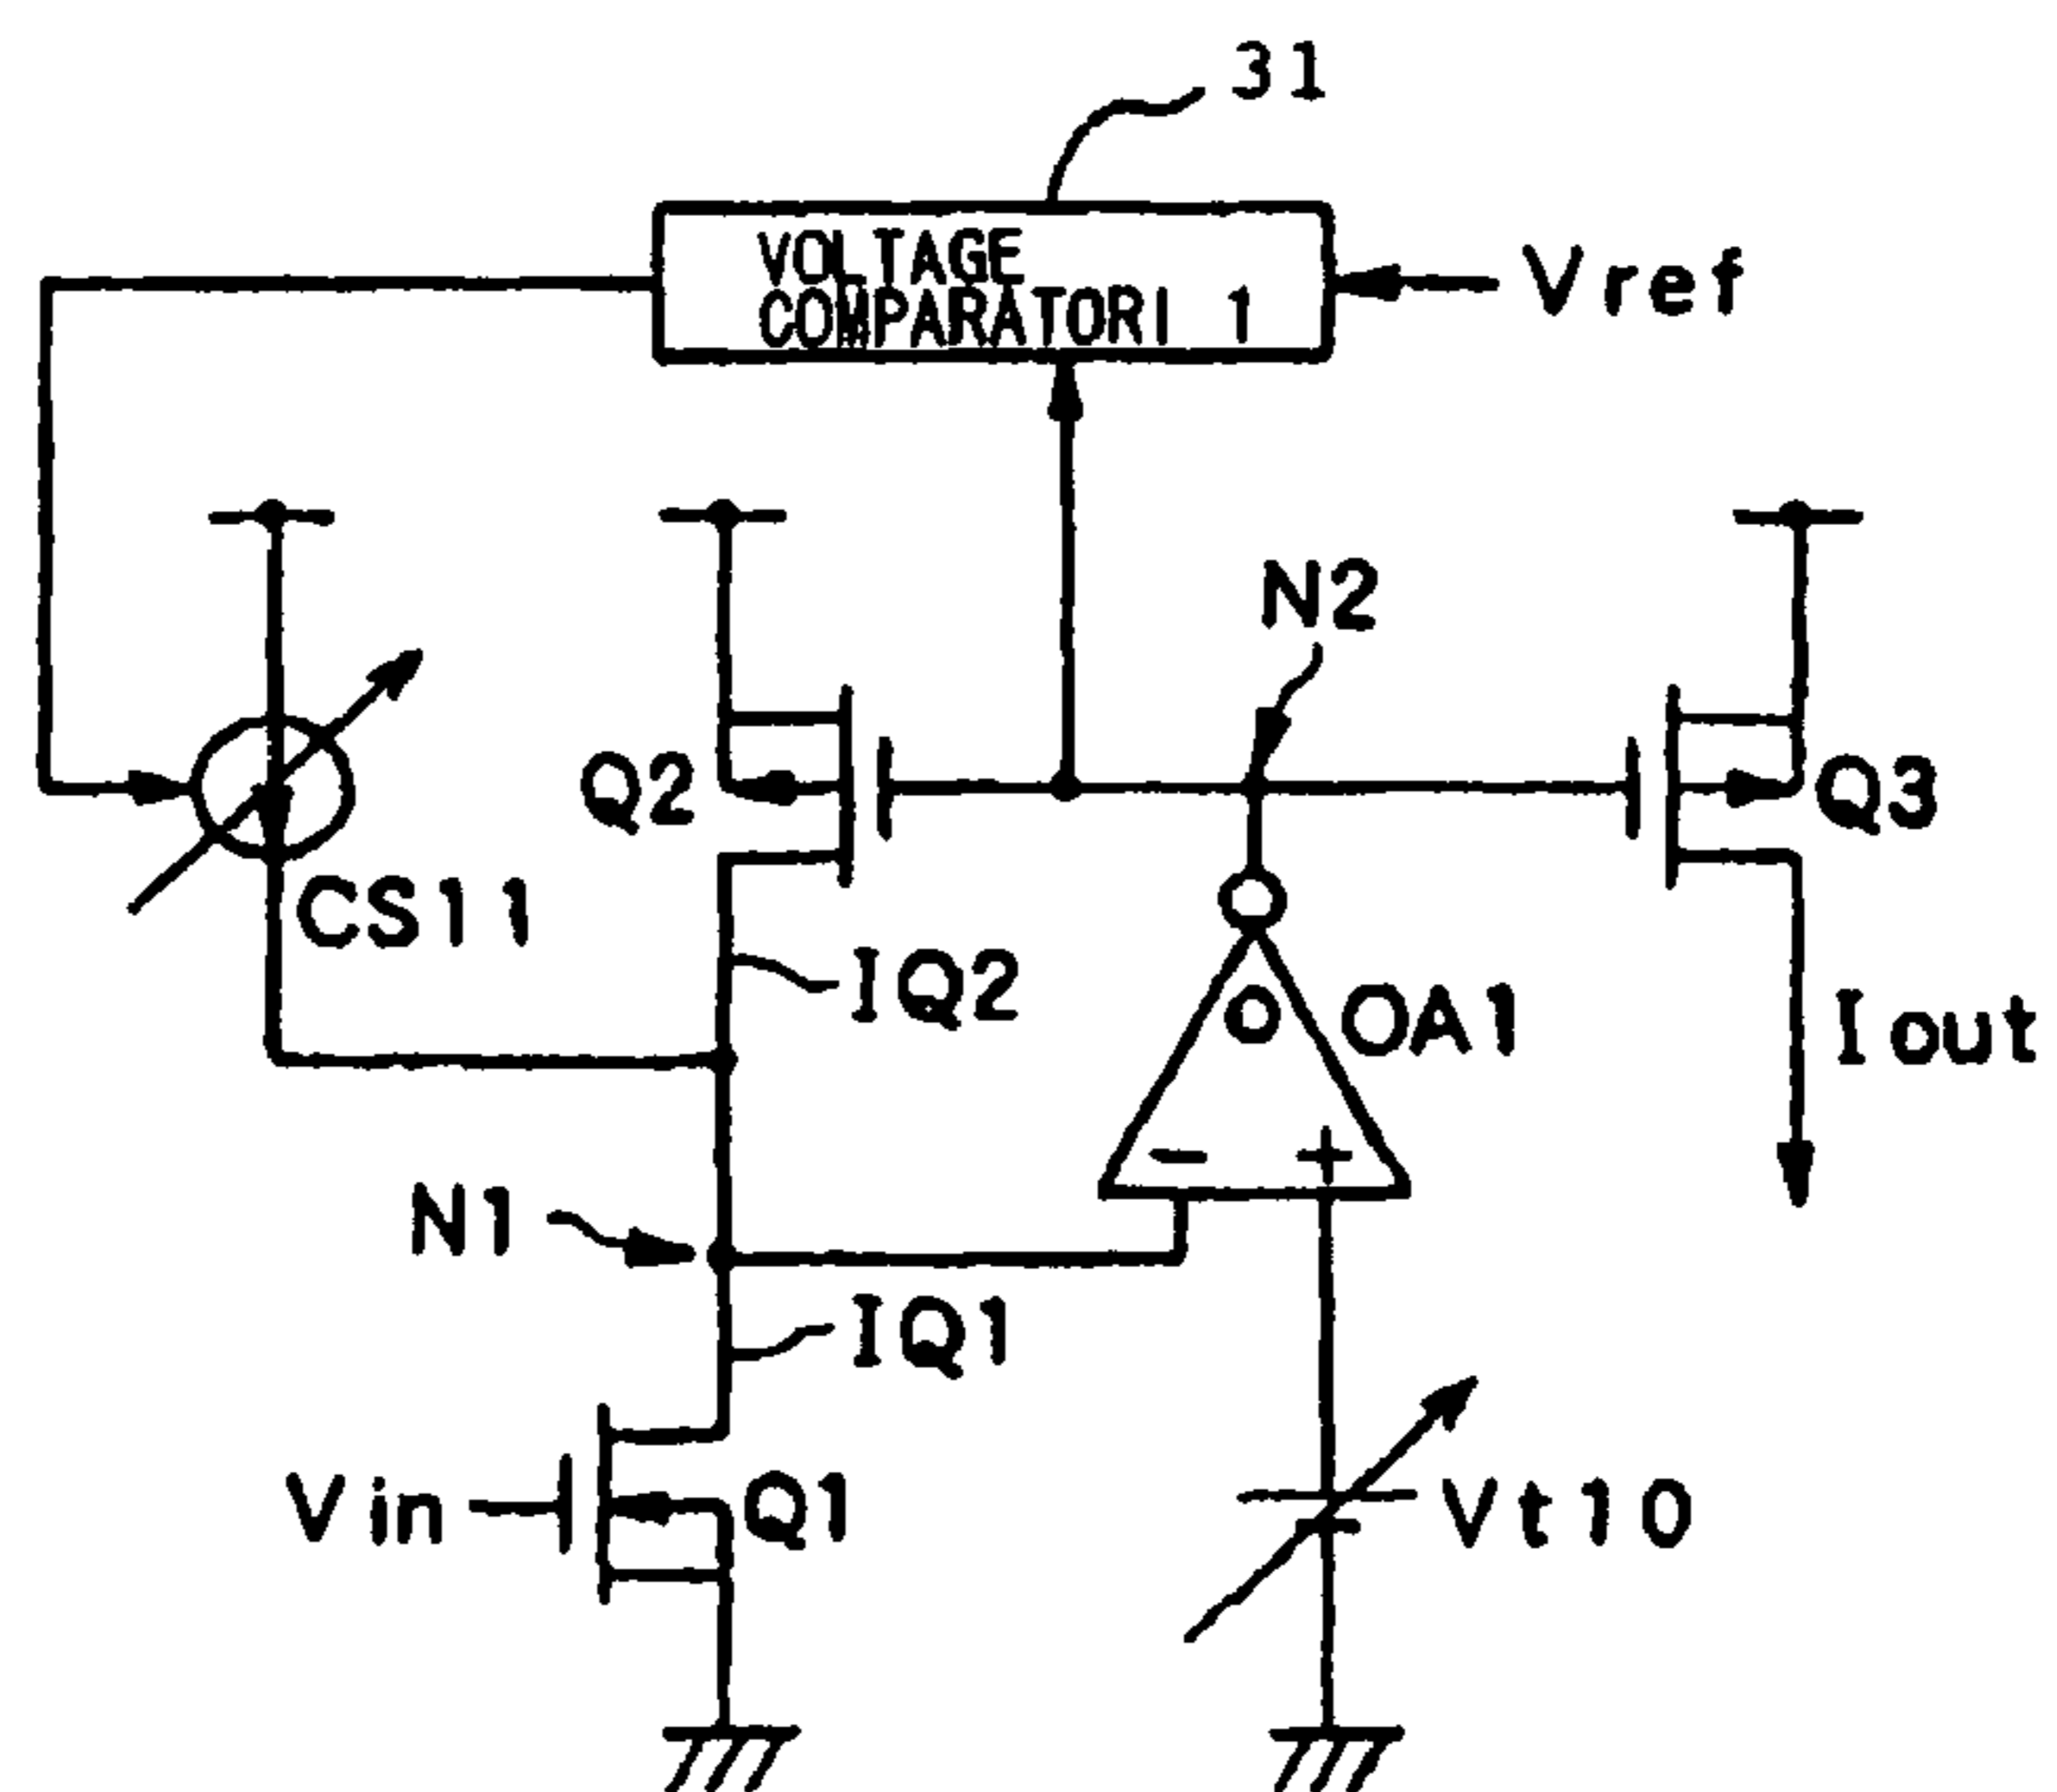 31
VOLTAGE
COMPARATORI 1
Vref
N2
Q2
Q3
CS11
IQ2
O
OA1
Iout
- +
N1
IQ1
Vin
Q1
Vt10